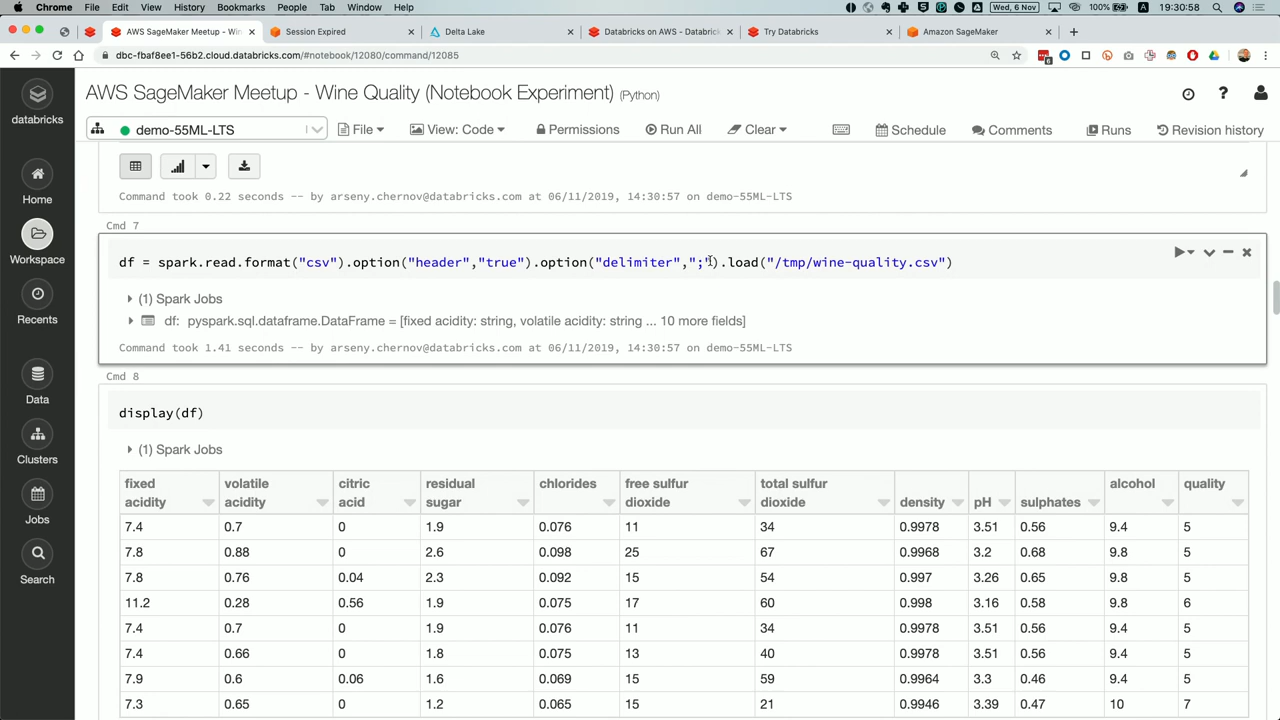 Chrome File Edit View History Bookmarks People Tab Window Help 100% A Wed, 6 Nov 19:30:58
AWS SageMaker Meetup - Win × Session Expired × Delta Lake × Databricks on AWS - Databrick × Try Databricks × Amazon SageMaker × +
dbc-fbaf8ee1-56b2.cloud.databricks.com/#notebook/12080/command/12085
databricks
Home
Workspace
Recents
Data
Clusters
Jobs
Search
AWS SageMaker Meetup - Wine Quality (Notebook Experiment) (Python)
demo-55ML-LTS File View: Code Permissions Run All Clear Schedule Comments Runs Revision history
Command took 0.22 seconds -- by arseny.chernov@databricks.com at 06/11/2019, 14:30:57 on demo-55ML-LTS
Cmd 7
df = spark.read.format("csv").option("header","true").option("delimiter",";").load("/tmp/wine-quality.csv")
(1) Spark Jobs
df: pyspark.sql.dataframe.DataFrame = [fixed acidity: string, volatile acidity: string ... 10 more fields]
Command took 1.41 seconds -- by arseny.chernov@databricks.com at 06/11/2019, 14:30:57 on demo-55ML-LTS
Cmd 8
display(df)
(1) Spark Jobs
fixed acidity volatile acidity citric acid residual sugar chlorides free sulfur dioxide total sulfur dioxide density pH sulphates alcohol quality
7.4 0.7 0 1.9 0.076 11 34 0.9978 3.51 0.56 9.4 5
7.8 0.88 0 2.6 0.098 25 67 0.9968 3.2 0.68 9.8 5
7.8 0.76 0.04 2.3 0.092 15 54 0.997 3.26 0.65 9.8 5
11.2 0.28 0.56 1.9 0.075 17 60 0.998 3.16 0.58 9.8 6
7.4 0.7 0 1.9 0.076 11 34 0.9978 3.51 0.56 9.4 5
7.4 0.66 0 1.8 0.075 13 40 0.9978 3.51 0.56 9.4 5
7.9 0.6 0.06 1.6 0.069 15 59 0.9964 3.3 0.46 9.4 5
7.3 0.65 0 1.2 0.065 15 21 0.9946 3.39 0.47 10 7